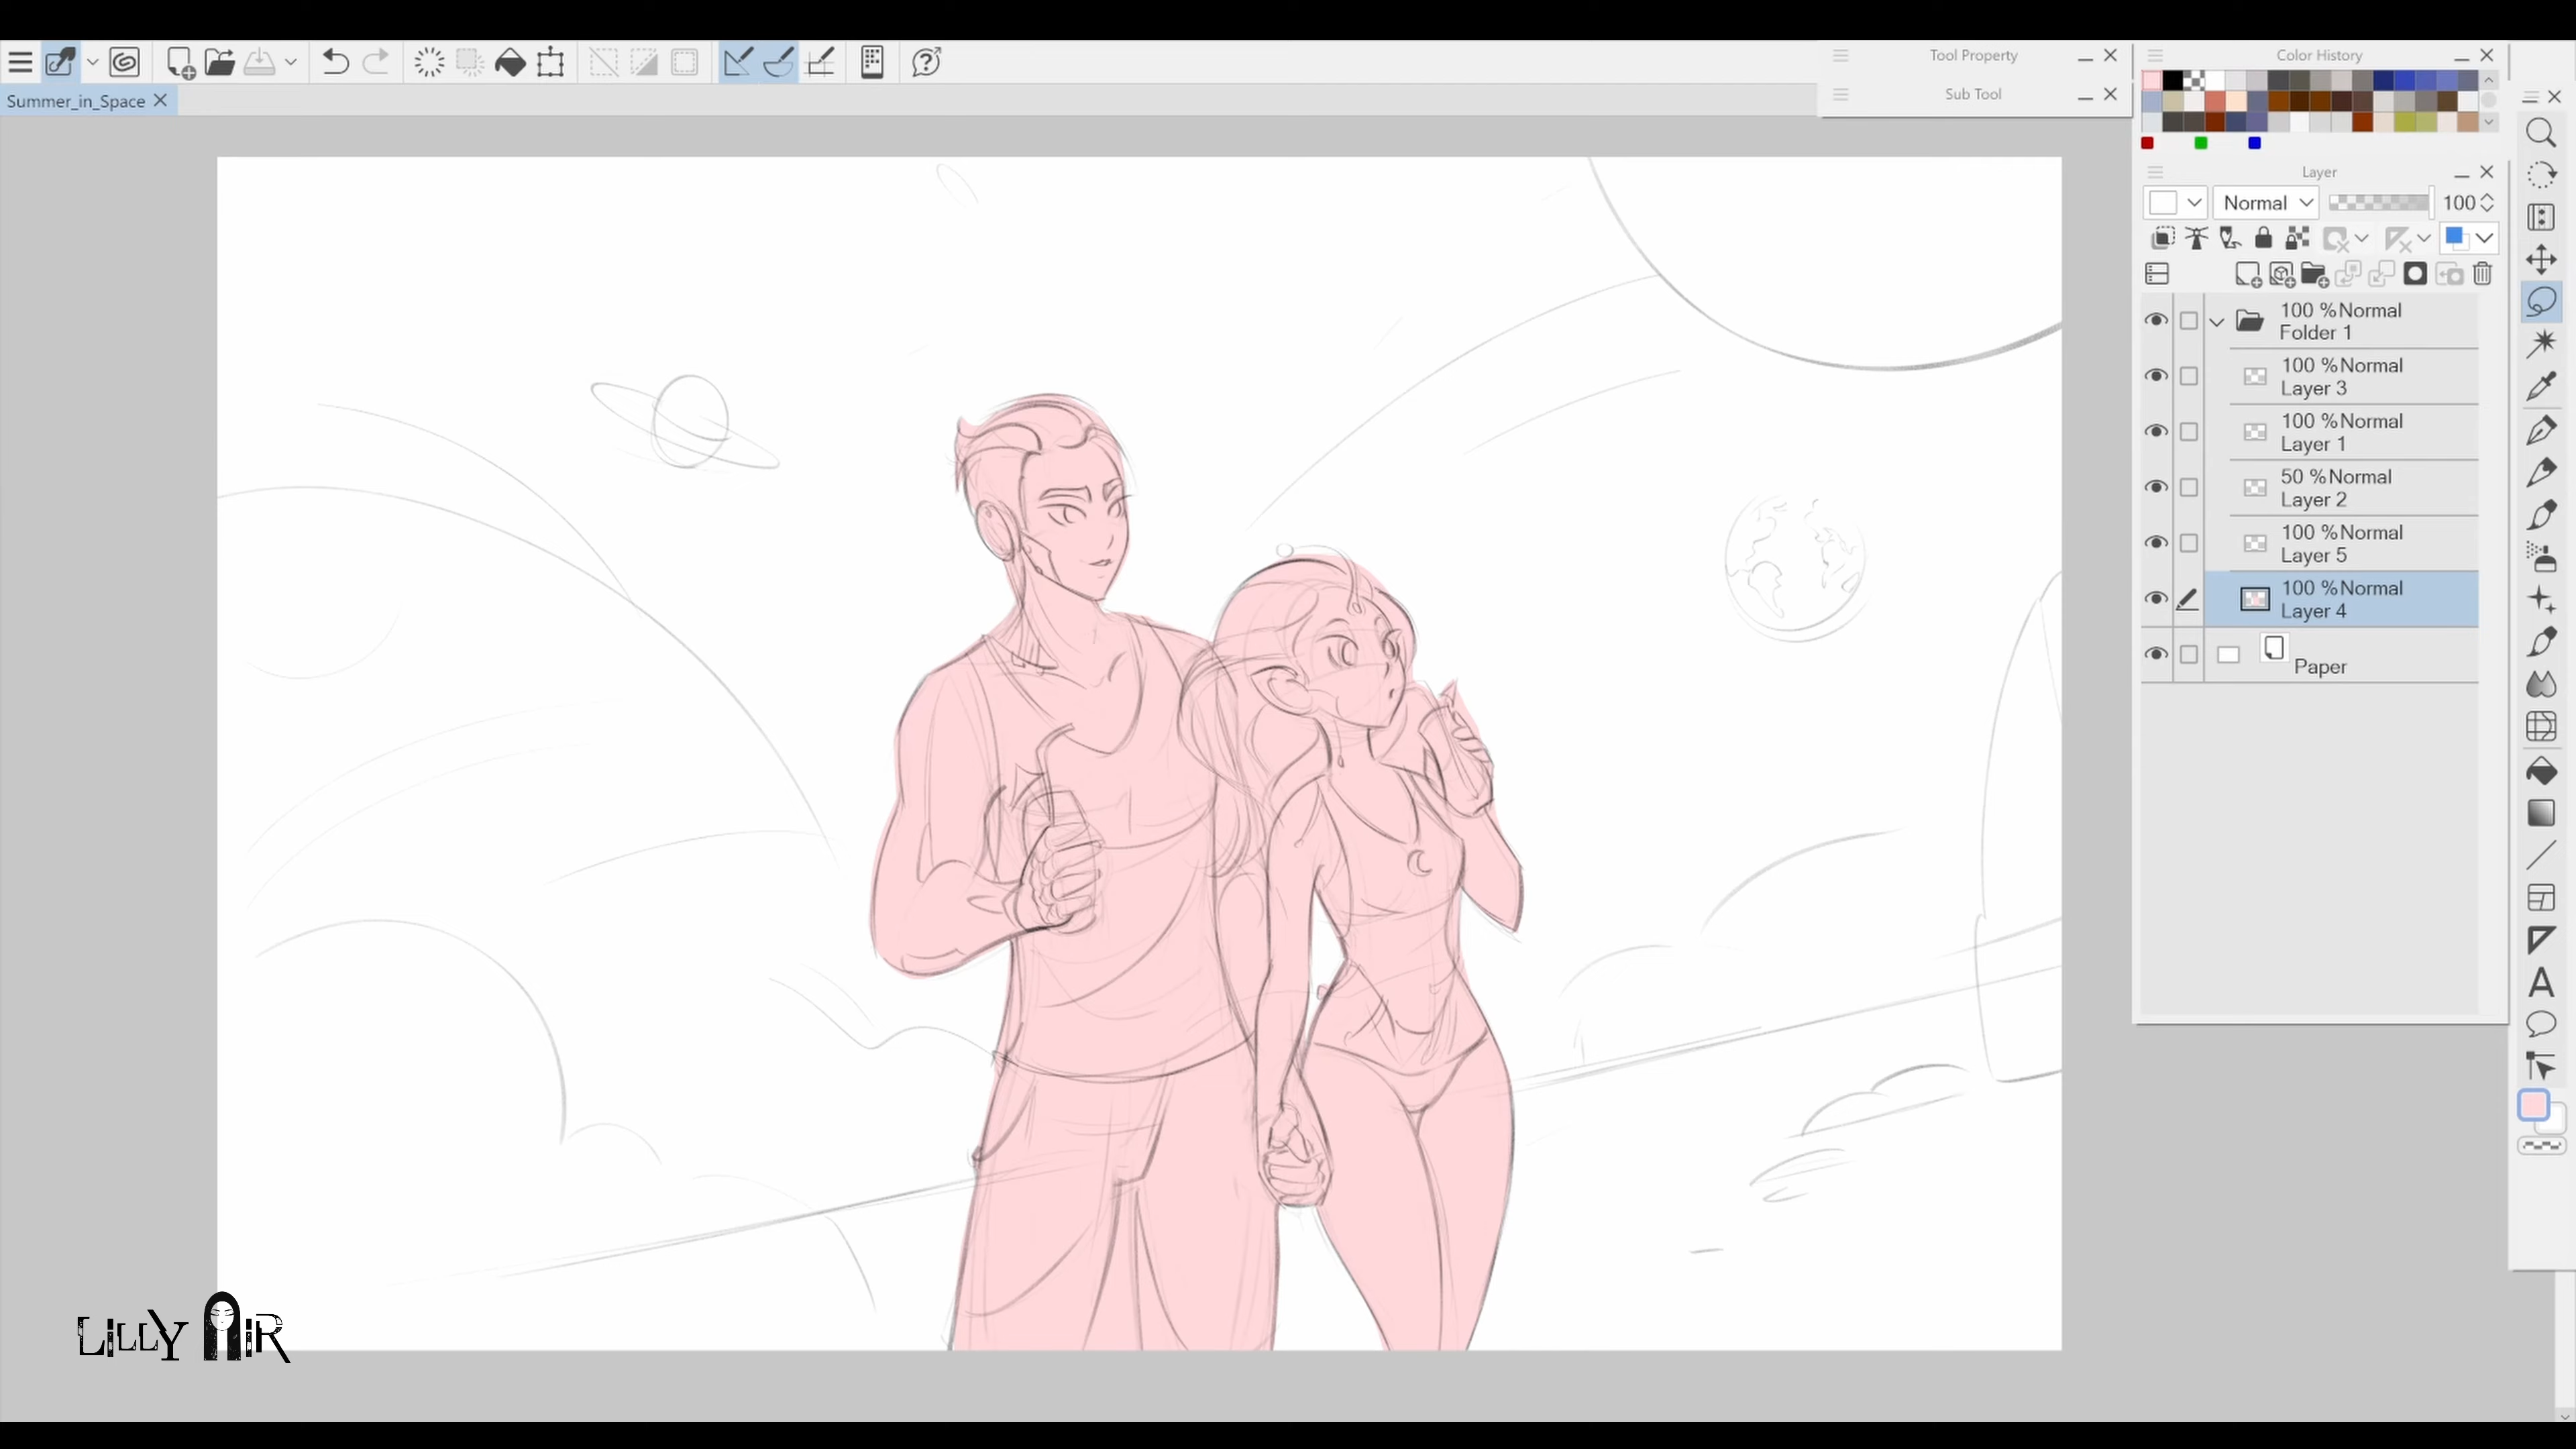 Tool Property
Color History
Summer_in_Space
Sub Tool
Layer
Normal
100
100 %Normal
Folder 1
100 %Normal
Layer 3
100 %Normal
Layer 1
50 %Normal
Layer 2
100 %Normal
Layer 5
100 %Normal
Layer 4
Paper
A
LiLLY AiR